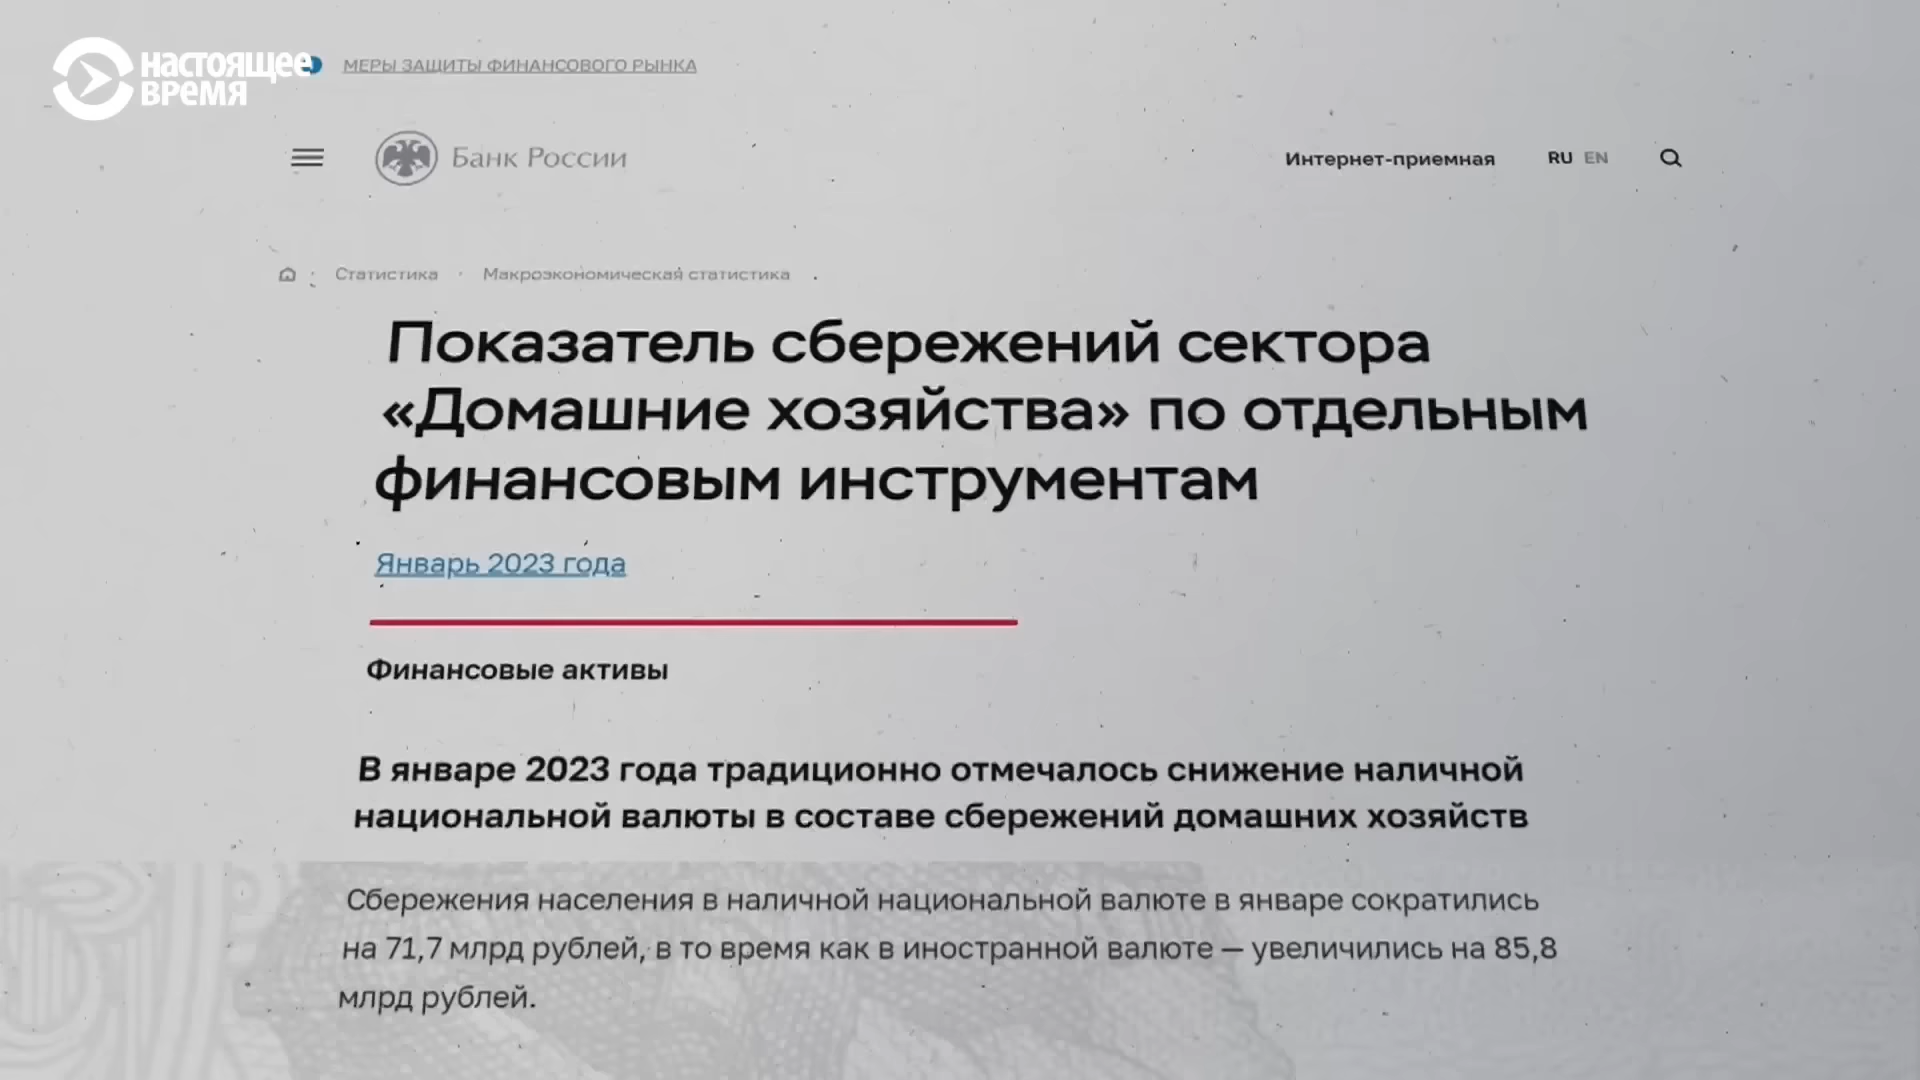 настоящее
время
МЕРЫ ЗАЩИТЫ ФИНАНСОВОГО РЫНКА
Банк России
Интернет-приемная
RU EN
Статистика
Макроэкономическая статистика
Показатель сбережений сектора
«Домашние хозяйства» по отдельным
финансовым инструментам
Январь 2023 года
Финансовые активы
В январе 2023 года традиционно отмечалось снижение наличной
национальной валюты в составе сбережений домашних хозяйств
Сбережения населения в наличной национальной валюте в январе сократились
на 71,7 млрд рублей, в то время как в иностранной валюте — увеличились на 85,8
млрд рублей.